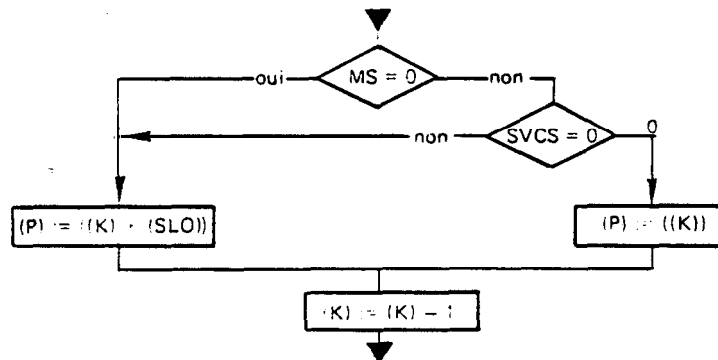 oui MS = 0 non
non SVCS = 0 0
(P) := ((K) + (SLO)) (P) := ((K))
(K) := (K) – 1